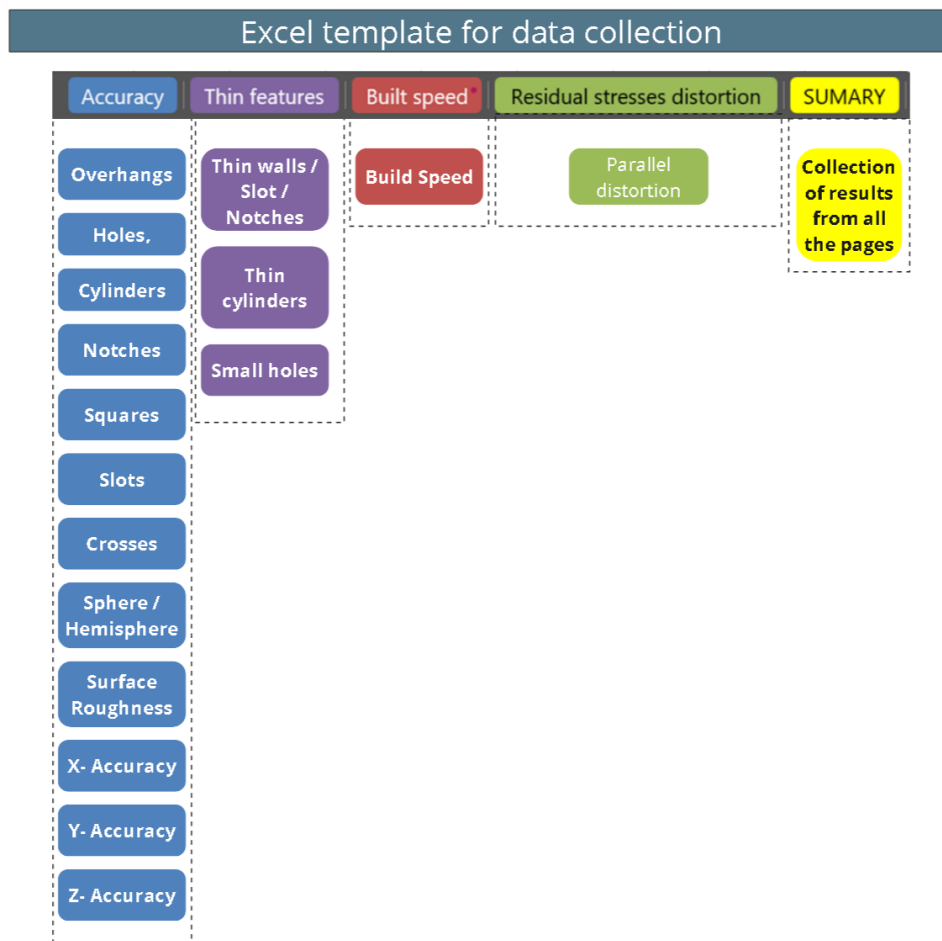 Excel template for data collection
Accuracy
Thin features
Built speed*
Residual stresses distortion
SUMARY
Overhangs
Holes,
Cylinders
Notches
Squares
Slots
Crosses
Sphere /
Hemisphere
Surface
Roughness
X- Accuracy
Y- Accuracy
Z- Accuracy
Thin walls /
Slot /
Notches
Thin
cylinders
Small holes
Build Speed
Parallel
distortion
Collection
of results
from all
the pages